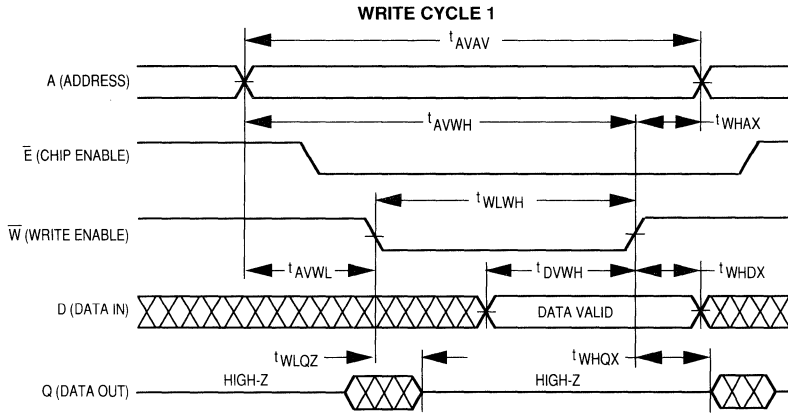 WRITE CYCLE 1
tAVAV
A (ADDRESS)
tAVWH
tWHAX
E (CHIP ENABLE)
tWLWH
W (WRITE ENABLE)
tAVWL
tDVWH
tWHDX
D (DATA IN)
DATA VALID
tWLQZ
tWHQX
HIGH-Z
HIGH-Z
Q (DATA OUT)